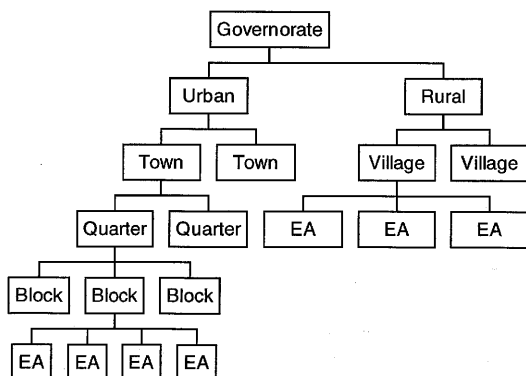 Governorate
Urban Rural
Town Town Village Village
Quarter Quarter EA EA EA
Block Block Block
EA EA EA EA